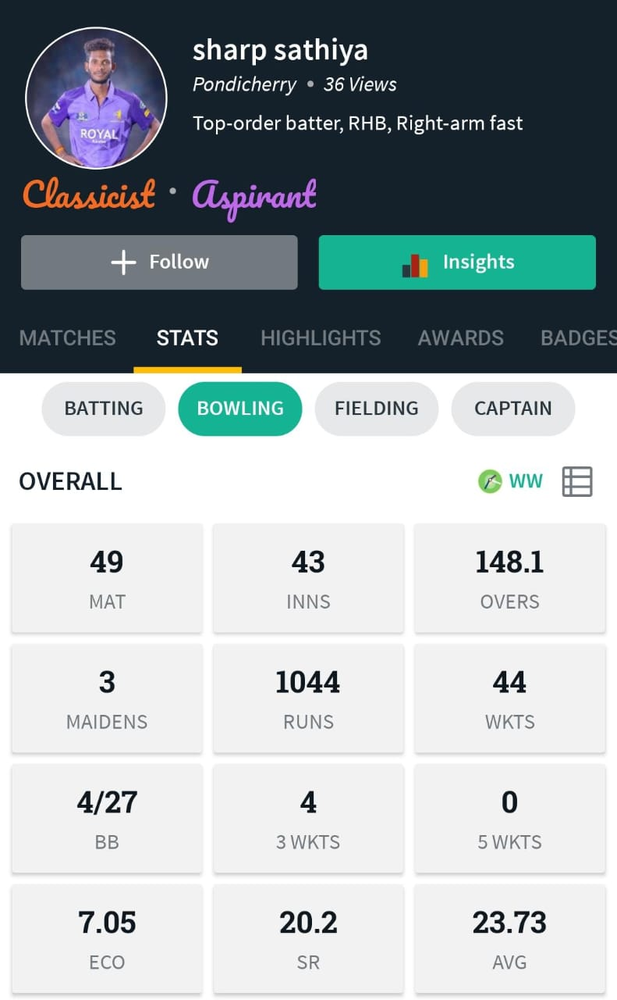 sharp sathiya
Pondicherry • 36 Views
Top-order batter, RHB, Right-arm fast
ROYAL
Classicist • Aspirant
+ Follow
Insights
MATCHES STATS HIGHLIGHTS AWARDS BADGES
BATTING BOWLING FIELDING CAPTAIN
OVERALL WW
49 43 148.1
MAT INNS OVERS
3 1044 44
MAIDENS RUNS WKTS
4/27 4 0
BB 3 WKTS 5 WKTS
7.05 20.2 23.73
ECO SR AVG